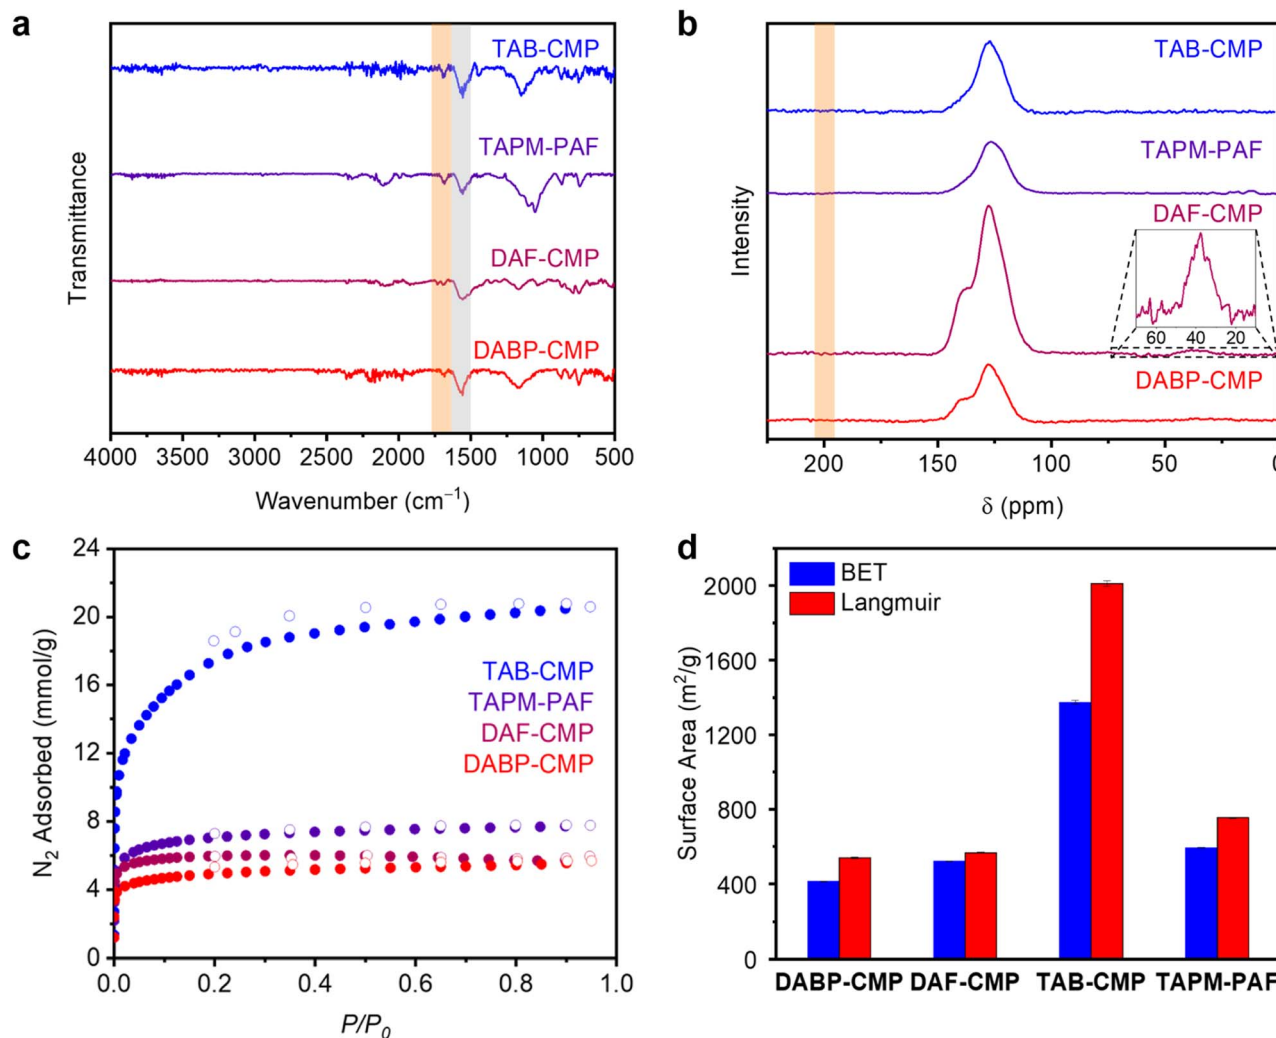 a
TAB-CMP
TAPM-PAF
DAF-CMP
DABP-CMP
Transmittance
4000 3500 3000 2500 2000 1500 1000 500
Wavenumber (cm⁻¹)
b
TAB-CMP
TAPM-PAF
DAF-CMP
60 40 20
DABP-CMP
Intensity
200 150 100 50 0
δ (ppm)
c
24
20
16
12
8
4
0
N₂ Adsorbed (mmol/g)
TAB-CMP
TAPM-PAF
DAF-CMP
DABP-CMP
0.0 0.2 0.4 0.6 0.8 1.0
P/P₀
d
BET
Langmuir
2000
1600
1200
800
400
0
Surface Area (m²/g)
DABP-CMP DAF-CMP TAB-CMP TAPM-PAF